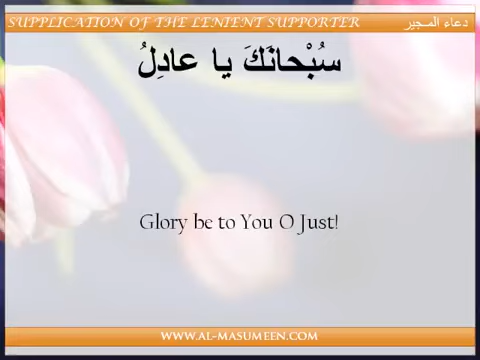 SUPPLICATION OF THE LENIENT SUPPORTER دعاء المجير
سُبْحانَكَ يا عادِلُ
Glory be to You O Just!
WWW.AL-MASUMEEN.COM